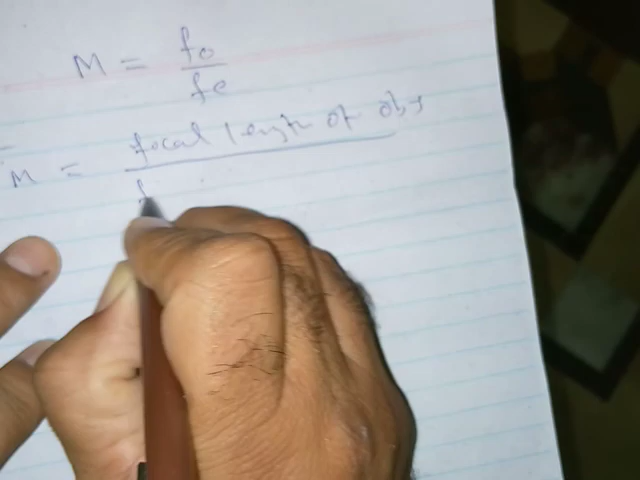 M = fo / fe
M = focal length of obj / f